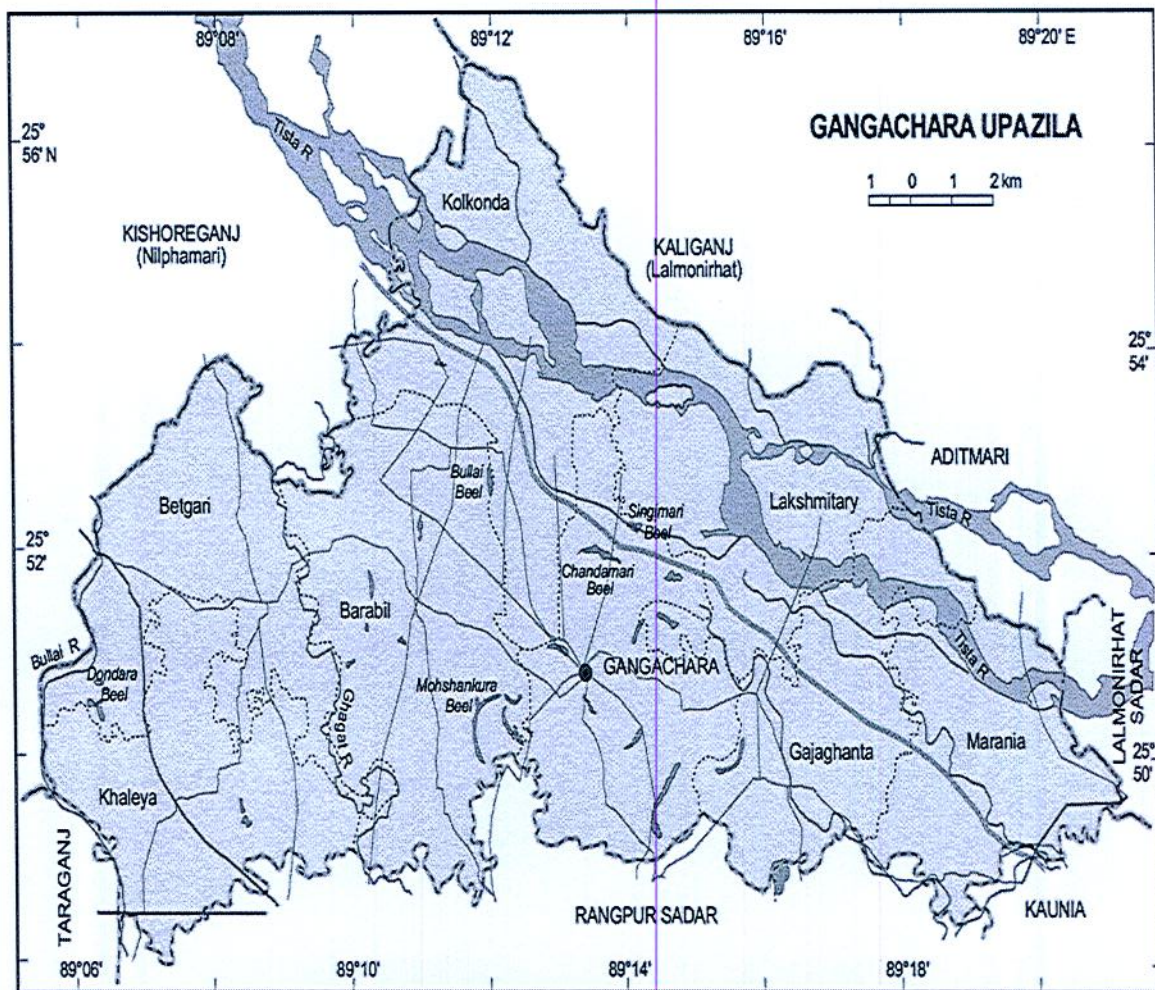 89°08'
89°12'
89°16'
89°20' E
25°
56' N
Tista R
GANGACHARA UPAZILA
1 0 1 2 km
Kolkonda
KISHOREGANJ
(Nilphamari)
KALIGANJ
(Lalmonirhat)
25°
54'
ADITMARI
Betgari
Bullai
Beel
Singimari
Beel
Lakshmitary
Tista R
25°
52'
Chandamari
Beel
Barabil
Bullai R
Dondara
Beel
GANGACHARA
Mohshankura
Beel
Ghagat R
Tista R
LALMONIRHAT
SADAR
Gajaghanta
Marania
25°
50'
Khaleya
TARAGANJ
RANGPUR SADAR
KAUNIA
89°06'
89°10'
89°14'
89°18'